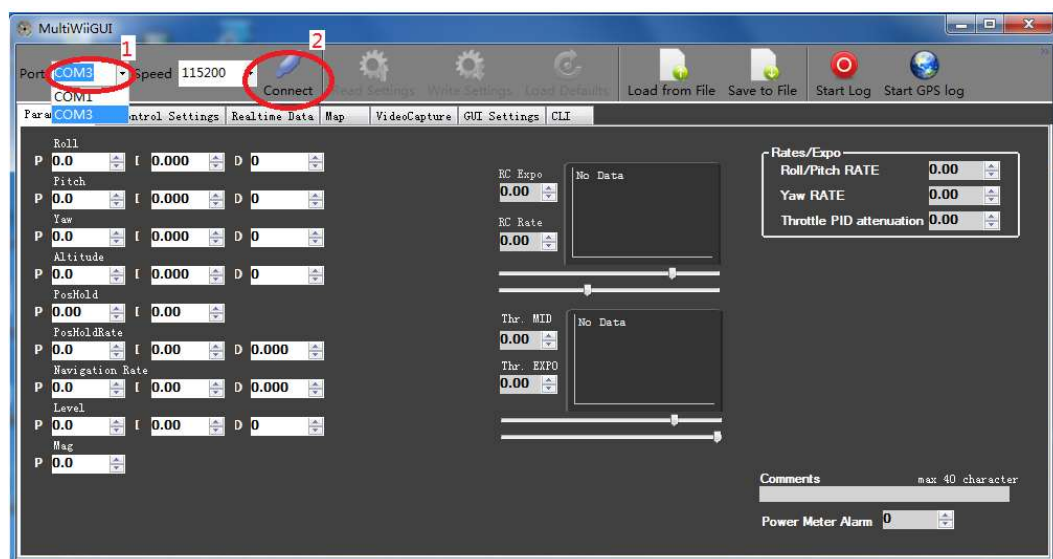 MultiWiiGUI
1
2
Port COM3 Speed 115200 Connect Read Settings Write Settings Load Defaults Load from File Save to File Start Log Start GPS log
COM1
COM3
Control Settings Realtime Data Map VideoCapture GUI Settings CLI
Roll
P 0.0 I 0.000 D 0
Pitch
P 0.0 I 0.000 D 0
Yaw
P 0.0 I 0.000 D 0
Altitude
P 0.0 I 0.000 D 0
PosHold
P 0.00 I 0.00
PosHoldRate
P 0.0 I 0.00 D 0.000
Navigation Rate
P 0.0 I 0.00 D 0.000
Level
P 0.0 I 0.00 D 0
Mag
P 0.0
RC Expo
0.00
RC Rate
0.00
No Data
Thr. MID
0.00
Thr. EXPO
0.00
No Data
Rates/Expo
Roll/Pitch RATE 0.00
Yaw RATE 0.00
Throttle PID attenuation 0.00
Comments max 40 character
Power Meter Alarm 0